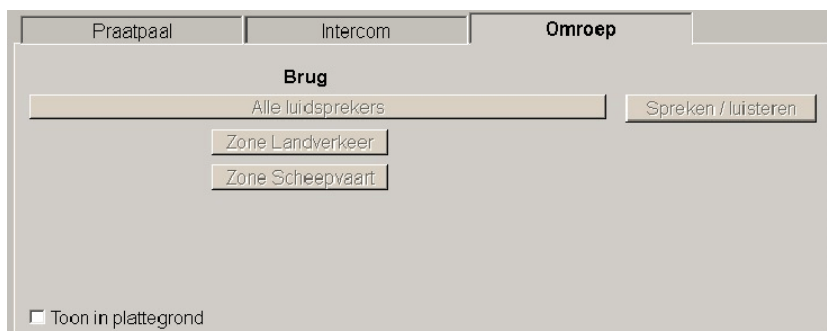 Praatpaal Intercom Omroep
Brug
Alle luidsprekers Spreken / luisteren
Zone Landverkeer
Zone Scheepvaart
Toon in plattegrond